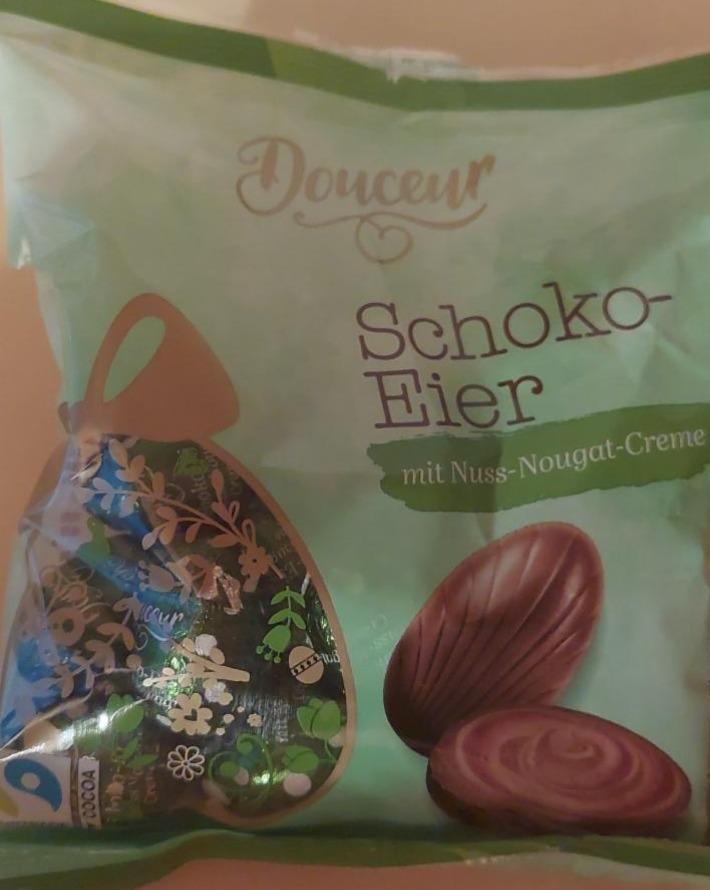 Douceur
Schoko-
Eier
mit Nuss-Nougat-Creme
COCOA